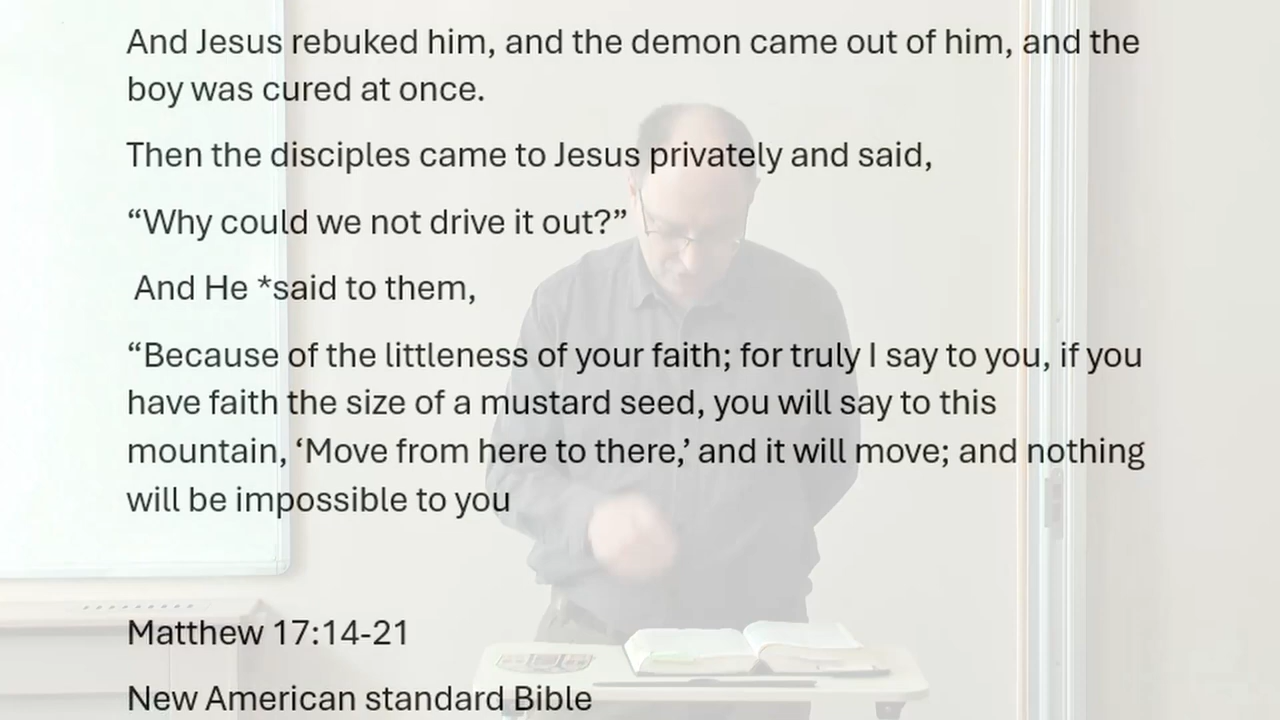 And Jesus rebuked him, and the demon came out of him, and the
boy was cured at once.
Then the disciples came to Jesus privately and said,
“Why could we not drive it out?”
And He *said to them,
“Because of the littleness of your faith; for truly I say to you, if you
have faith the size of a mustard seed, you will say to this
mountain, ‘Move from here to there,’ and it will move; and nothing
will be impossible to you
Matthew 17:14-21
New American standard Bible